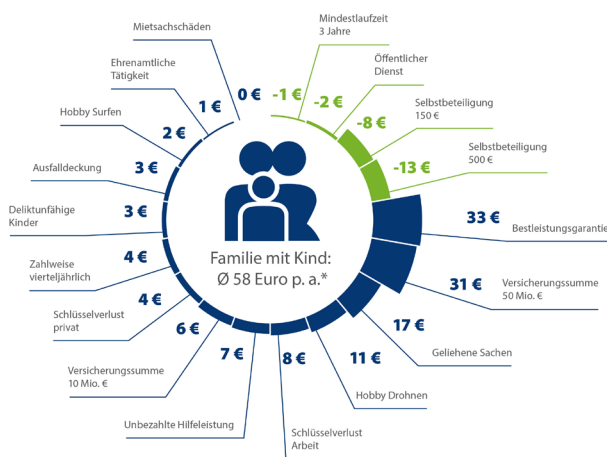 Mindestlaufzeit
3 Jahre
-1 €
Öffentlicher
Dienst
-2 €
Selbstbeteiligung
150 €
-8 €
Selbstbeteiligung
500 €
-13 €
Bestleistungsgarantie
33 €
Versicherungssumme
50 Mio. €
31 €
Geliehene Sachen
17 €
Hobby Drohnen
11 €
Schlüsselverlust
Arbeit
8 €
Unbezahlte Hilfeleistung
7 €
Versicherungssumme
10 Mio. €
6 €
Schlüsselverlust
privat
4 €
Zahlweise
vierteljährlich
4 €
Deliktunfähige
Kinder
3 €
Ausfalldeckung
3 €
Hobby Surfen
2 €
Ehrenamtliche
Tätigkeit
1 €
Mietsachschäden
0 €
Familie mit Kind:
Ø 58 Euro p. a.*